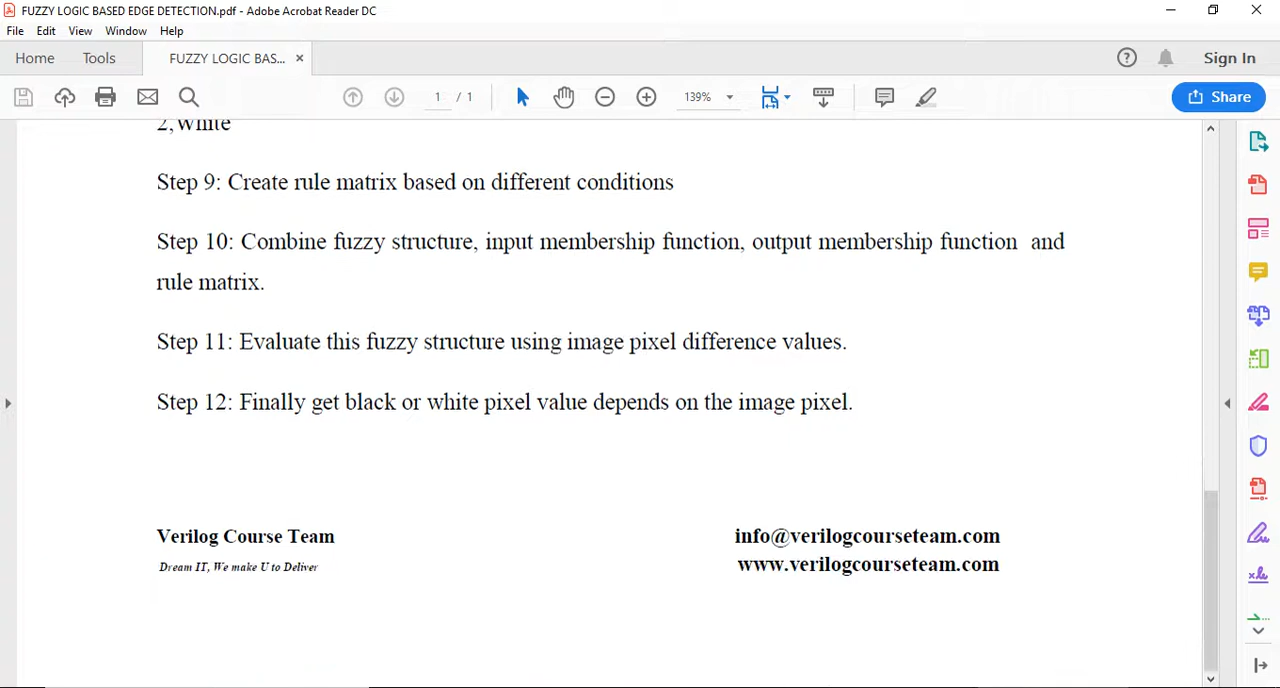 FUZZY LOGIC BASED EDGE DETECTION.pdf - Adobe Acrobat Reader DC
File Edit View Window Help
Home Tools FUZZY LOGIC BAS... Sign In
1 / 1 139% Share
2,White
Step 9: Create rule matrix based on different conditions
Step 10: Combine fuzzy structure, input membership function, output membership function and
rule matrix.
Step 11: Evaluate this fuzzy structure using image pixel difference values.
Step 12: Finally get black or white pixel value depends on the image pixel.
Verilog Course Team info@verilogcourseteam.com
Dream IT, We make U to Deliver www.verilogcourseteam.com